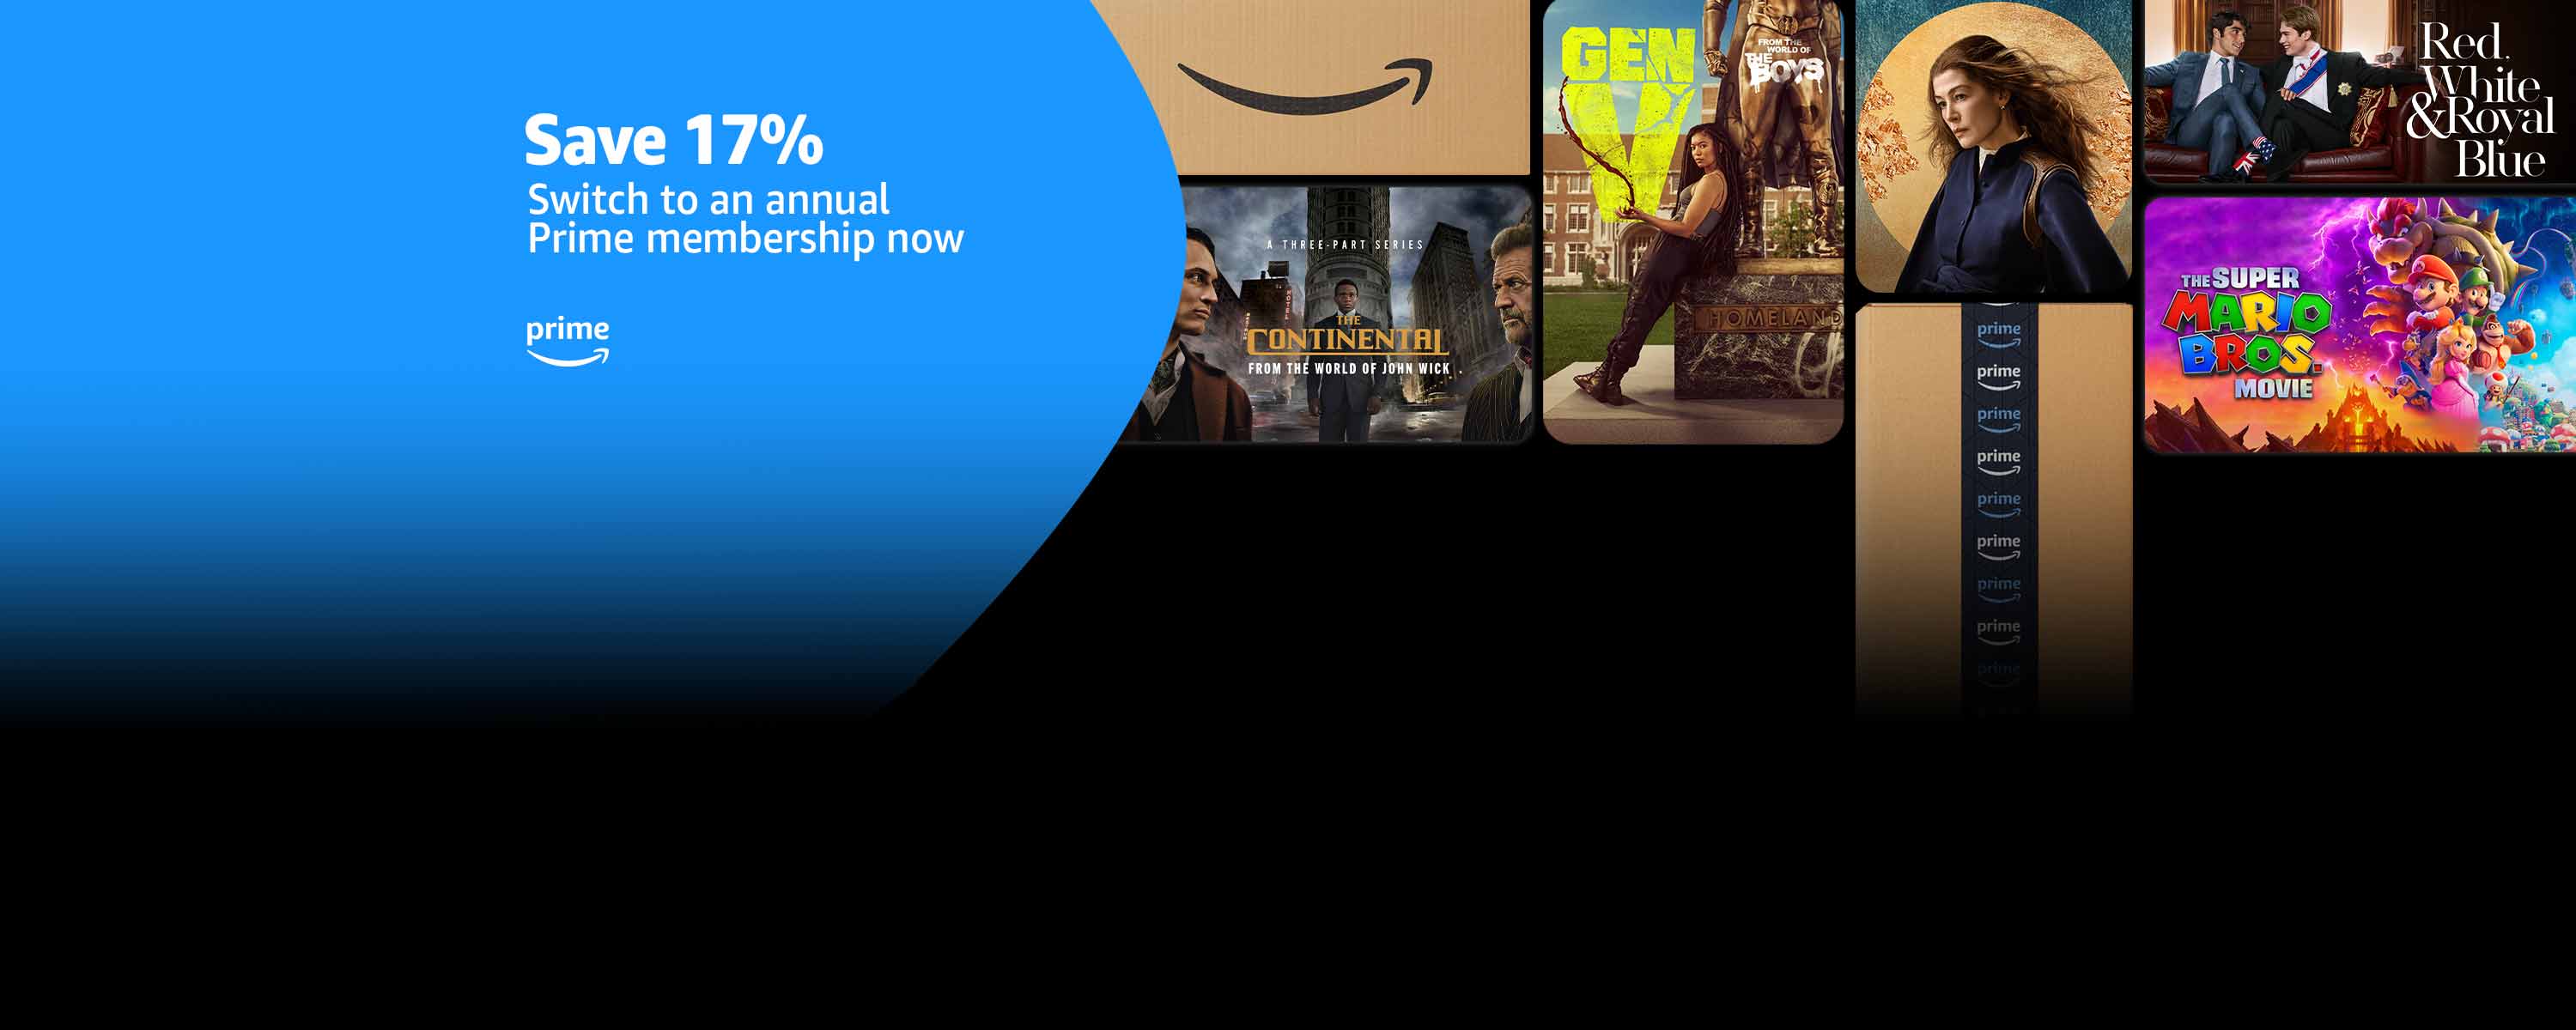 Save 17%
Switch to an annual
Prime membership now
prime
A THREE-PART SERIES
THE
CONTINENTAL
FROM THE WORLD OF JOHN WICK
GEN
V
FROM THE
WORLD OF
THE
BOYS
HOMELAND
prime
prime
prime
prime
prime
prime
prime
prime
prime
Red,
White
&Royal
Blue
THE SUPER
MARIO
BROS.
MOVIE